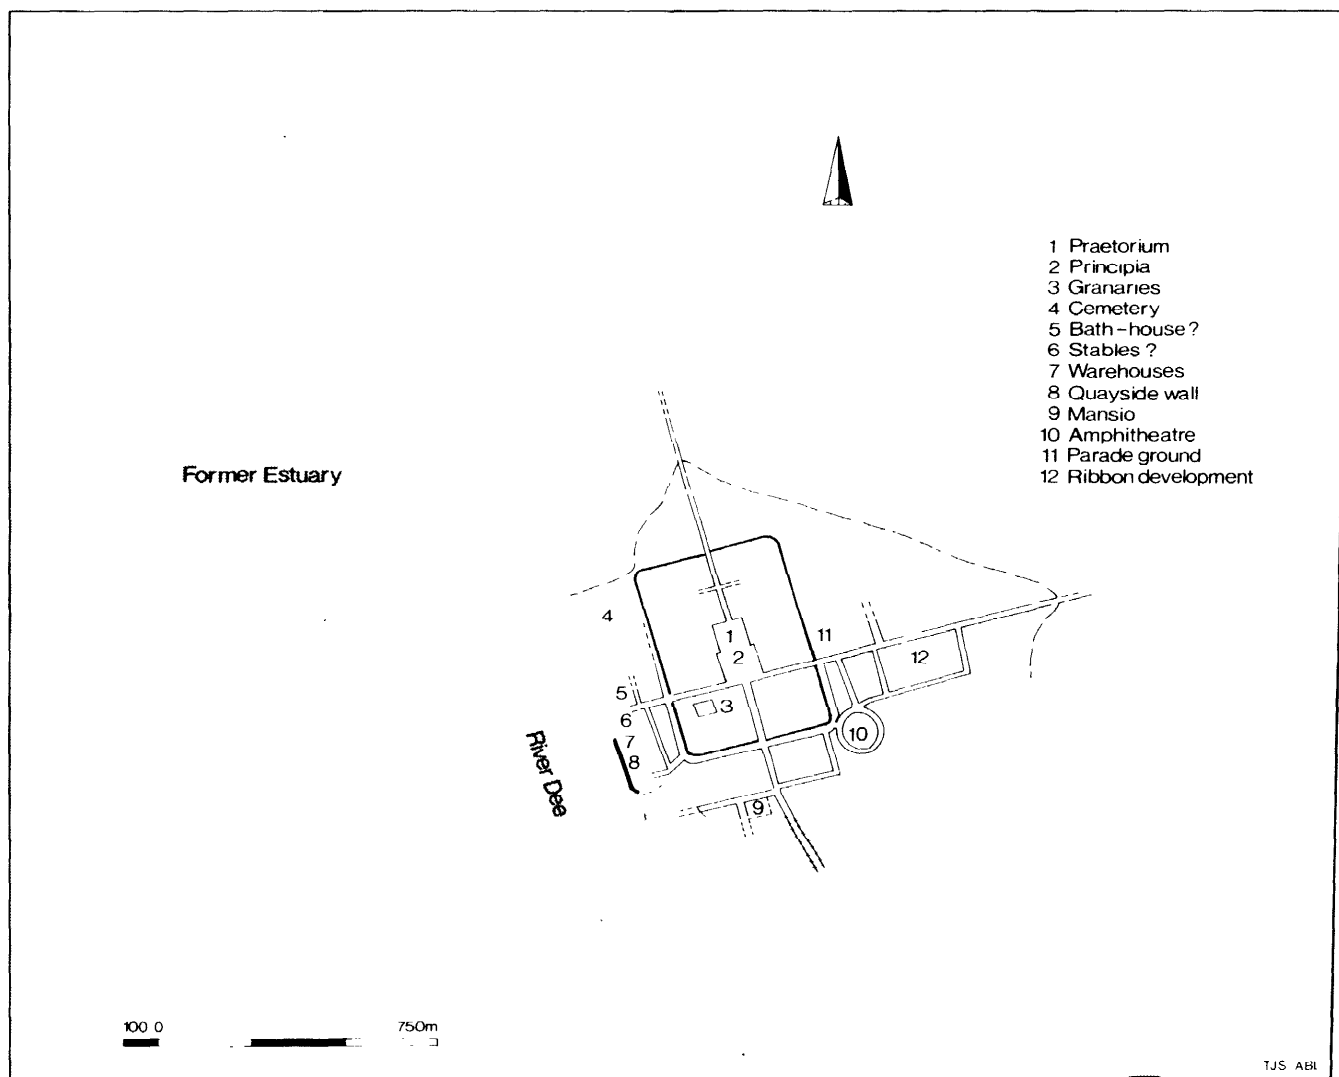 1 Praetorium
2 Principia
3 Granaries
4 Cemetery
5 Bath-house?
6 Stables ?
7 Warehouses
8 Quayside wall
9 Mansio
10 Amphitheatre
11 Parade ground
12 Ribbon development
Former Estuary
4
1
11
2
12
5
3
6
10
7
8
River Dee
9
100 0
750m
TJS ABL